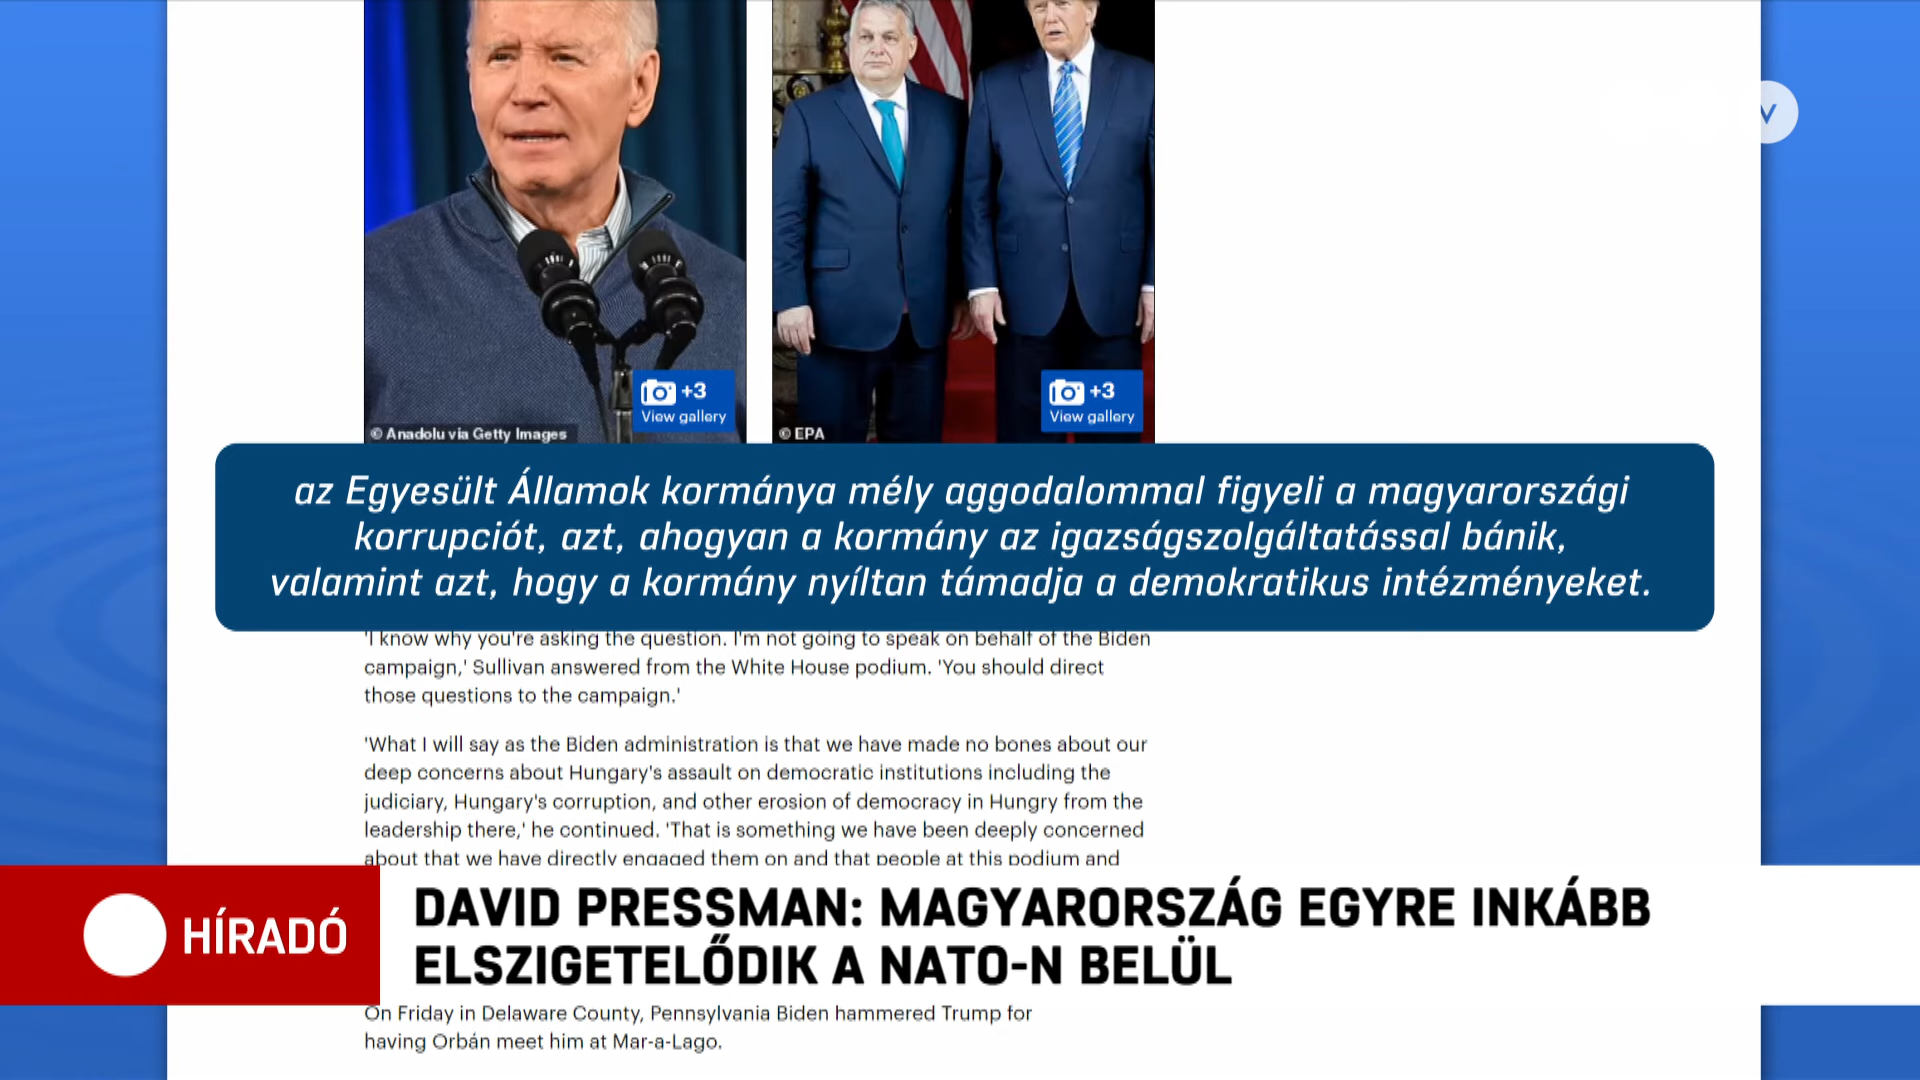 V
+3
View gallery
© Anadolu via Getty Images
+3
View gallery
© EPA
az Egyesült Államok kormánya mély aggodalommal figyeli a magyarországi
korrupciót, azt, ahogyan a kormány az igazságszolgáltatással bánik,
valamint azt, hogy a kormány nyíltan támadja a demokratikus intézményeket.
'I know why you're asking the question. I'm not going to speak on behalf of the Biden
campaign,' Sullivan answered from the White House podium. 'You should direct
those questions to the campaign.'
'What I will say as the Biden administration is that we have made no bones about our
deep concerns about Hungary's assault on democratic institutions including the
judiciary, Hungary's corruption, and other erosion of democracy in Hungry from the
leadership there,' he continued. 'That is something we have been deeply concerned
about that we have directly engaged them on and that people at this podium and
HÍRADÓ
DAVID PRESSMAN: MAGYARORSZÁG EGYRE INKÁBB
ELSZIGETELŐDIK A NATO-N BELÜL
On Friday in Delaware County, Pennsylvania Biden hammered Trump for
having Orbán meet him at Mar-a-Lago.